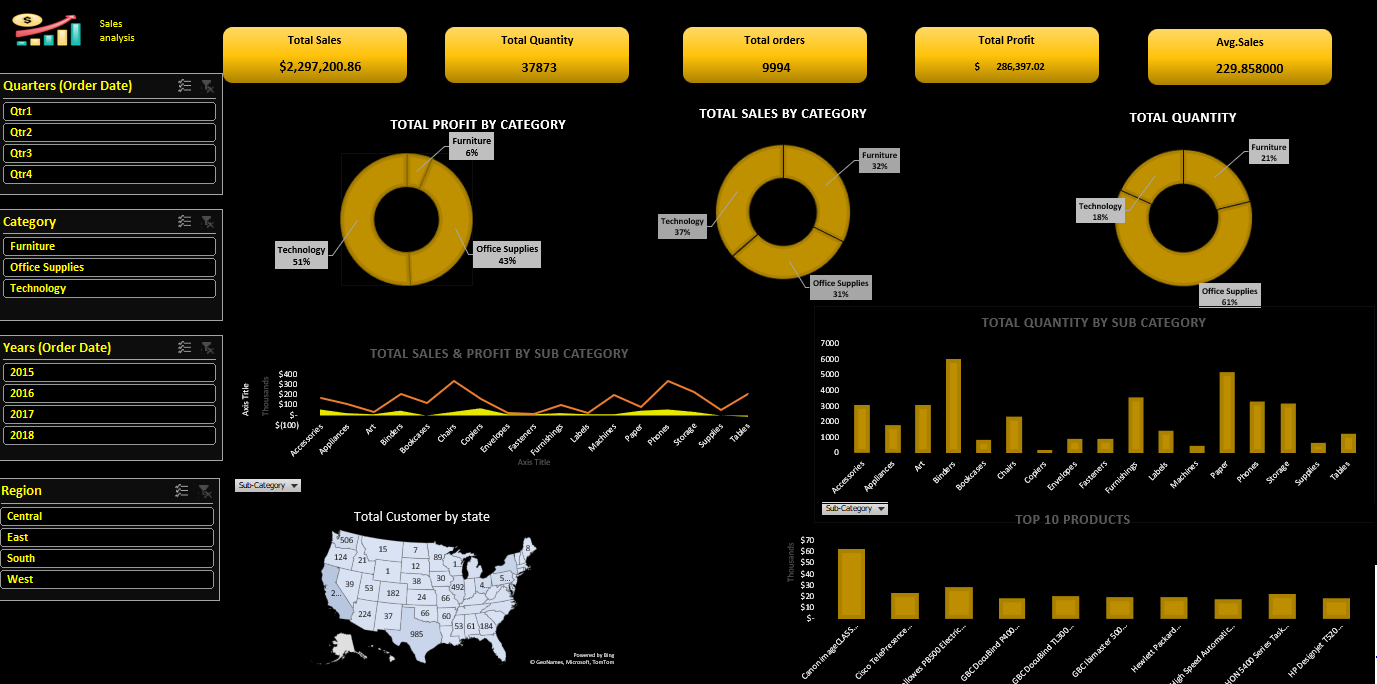 Sales
analysis
Total Sales
$2,297,200.86
Total Quantity
37873
Total orders
9994
Total Profit
$ 286,397.02
Avg.Sales
229.858000
Quarters (Order Date)
Qtr1
Qtr2
Qtr3
Qtr4
Category
Furniture
Office Supplies
Technology
Years (Order Date)
2015
2016
2017
2018
Region
Central
East
South
West
TOTAL PROFIT BY CATEGORY
Furniture
6%
Technology
51%
Office Supplies
43%
TOTAL SALES BY CATEGORY
Furniture
32%
Technology
37%
Office Supplies
31%
TOTAL QUANTITY
Furniture
21%
Technology
18%
Office Supplies
61%
TOTAL SALES & PROFIT BY SUB CATEGORY
Axis Title
Thousands
$400
$300
$200
$100
$-
$(100)
Accessories
Appliances
Art
Binders
Bookcases
Chairs
Copiers
Envelopes
Fasteners
Furnishings
Labels
Machines
Paper
Phones
Storage
Supplies
Tables
Axis Title
Sub-Category
TOTAL QUANTITY BY SUB CATEGORY
7000
6000
5000
4000
3000
2000
1000
0
Accessories
Appliances
Art
Binders
Bookcases
Chairs
Copiers
Envelopes
Fasteners
Furnishings
Labels
Machines
Paper
Phones
Storage
Supplies
Tables
Sub-Category
Total Customer by state
506
15
7
89
8
124
21
12
1...
1
38
30
5...
39
53
182
492
4...
2...
24
66
224
37
66
60
985
53
61
184
Powered by Bing
© GeoNames, Microsoft, TomTom
TOP 10 PRODUCTS
Thousands
$70
$60
$50
$40
$30
$20
$10
$-
Canon imageCLASS...
Cisco TelePresence...
llowes PB500 Electric...
GBC DocuBind P400...
GBC DocuBind TL300...
GBC Ibimaster 500...
Hewlett Packard...
High Speed Automatic...
HON 5400 Series Task...
HP Designjet T520...